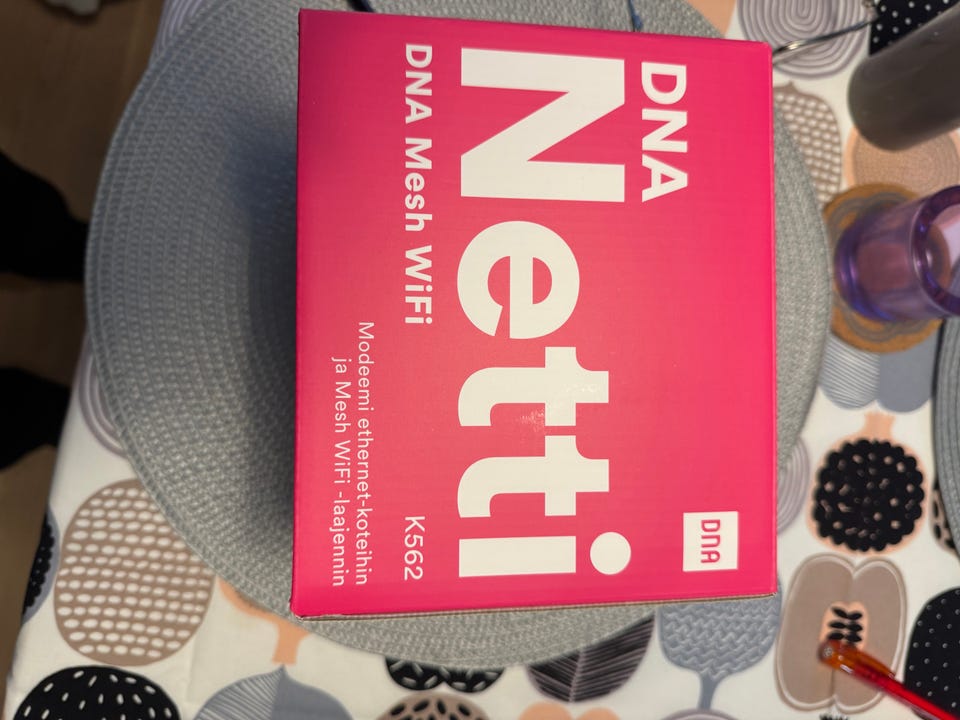 DNA
Netti
DNA Mesh WiFi
K562
Modeemi ethernet-koteihin
ja Mesh WiFi -laajennin
DNA